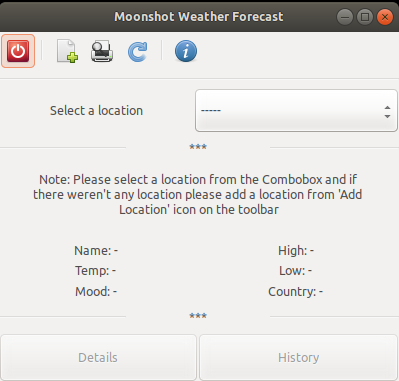 Moonshot Weather Forecast
Select a location
-----
***
Note: Please select a location from the Combobox and if
there weren't any location please add a location from 'Add
Location' icon on the toolbar
Name: - High: -
Temp: - Low: -
Mood: - Country: -
***
Details History